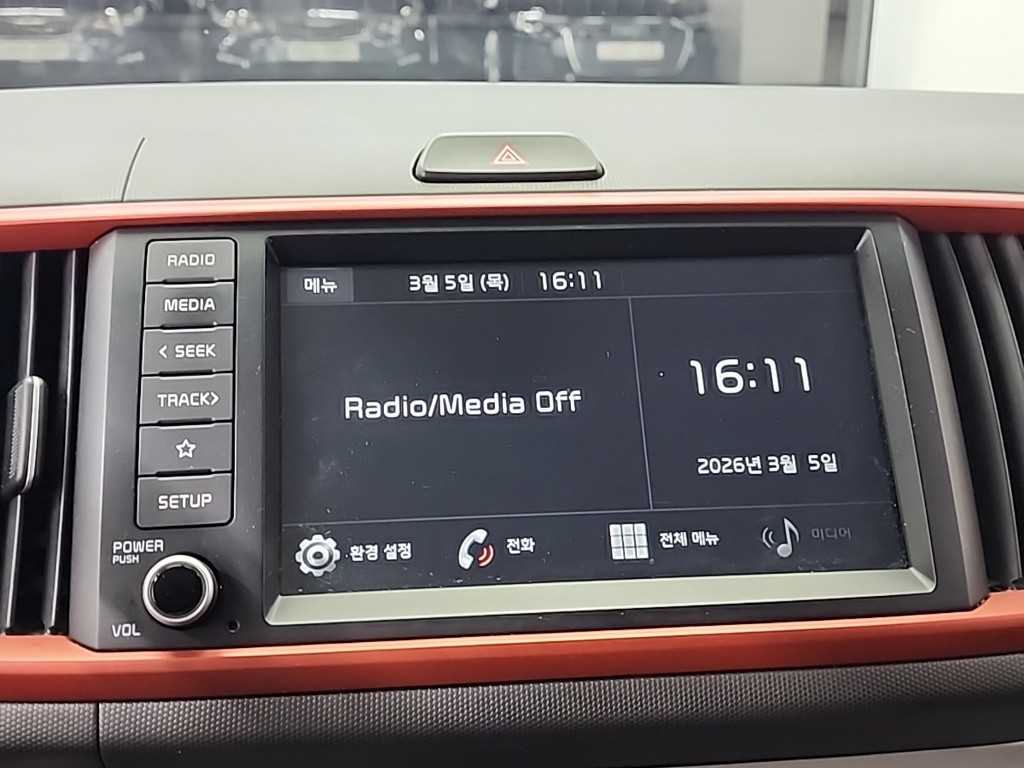 RADIO
MEDIA
< SEEK
TRACK>
SETUP
POWER
PUSH
VOL
메뉴 3월 5일 (목) 16:11
Radio/Media Off
16:11
2026년 3월 5일
환경 설정 전화 전체 메뉴 미디어